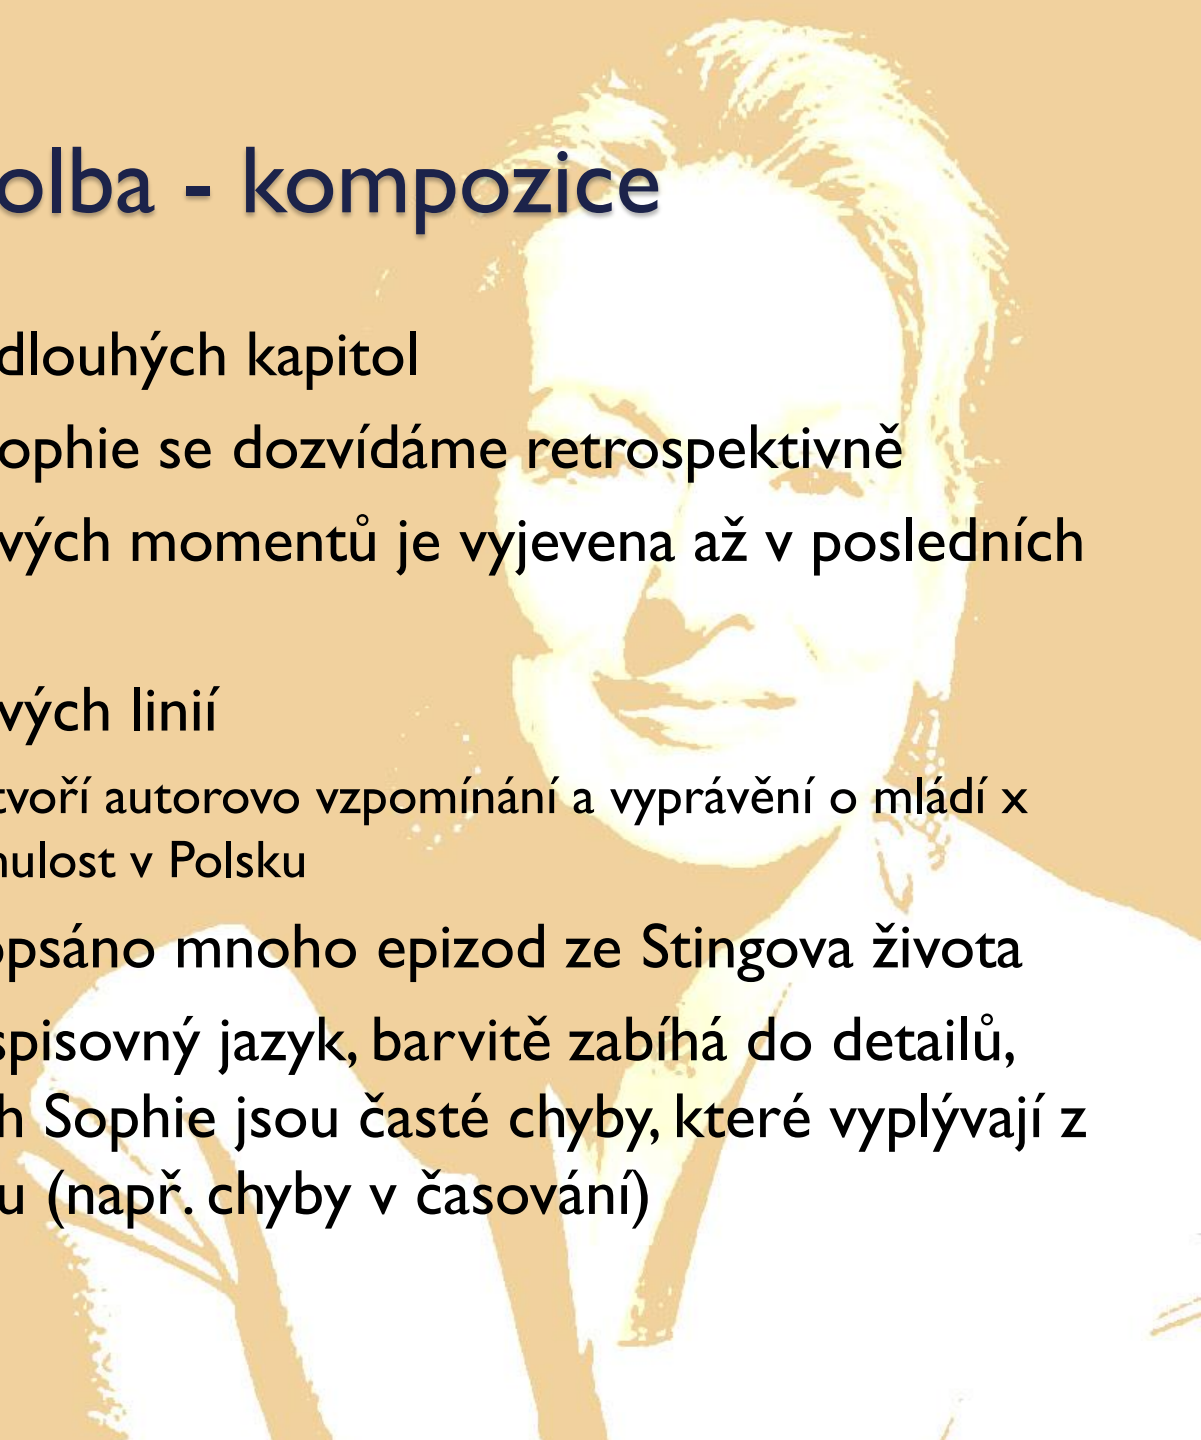 olba - kompozice
dlouhých kapitol
ophie se dozvídáme retrospektivně
vých momentů je vyjevena až v posledních
vých linií
tvoří autorovo vzpomínání a vyprávění o mládí x
nulost v Polsku
opsáno mnoho epizod ze Stingova života
spisovný jazyk, barvitě zabíhá do detailů,
h Sophie jsou časté chyby, které vyplývají z
u (např. chyby v časování)